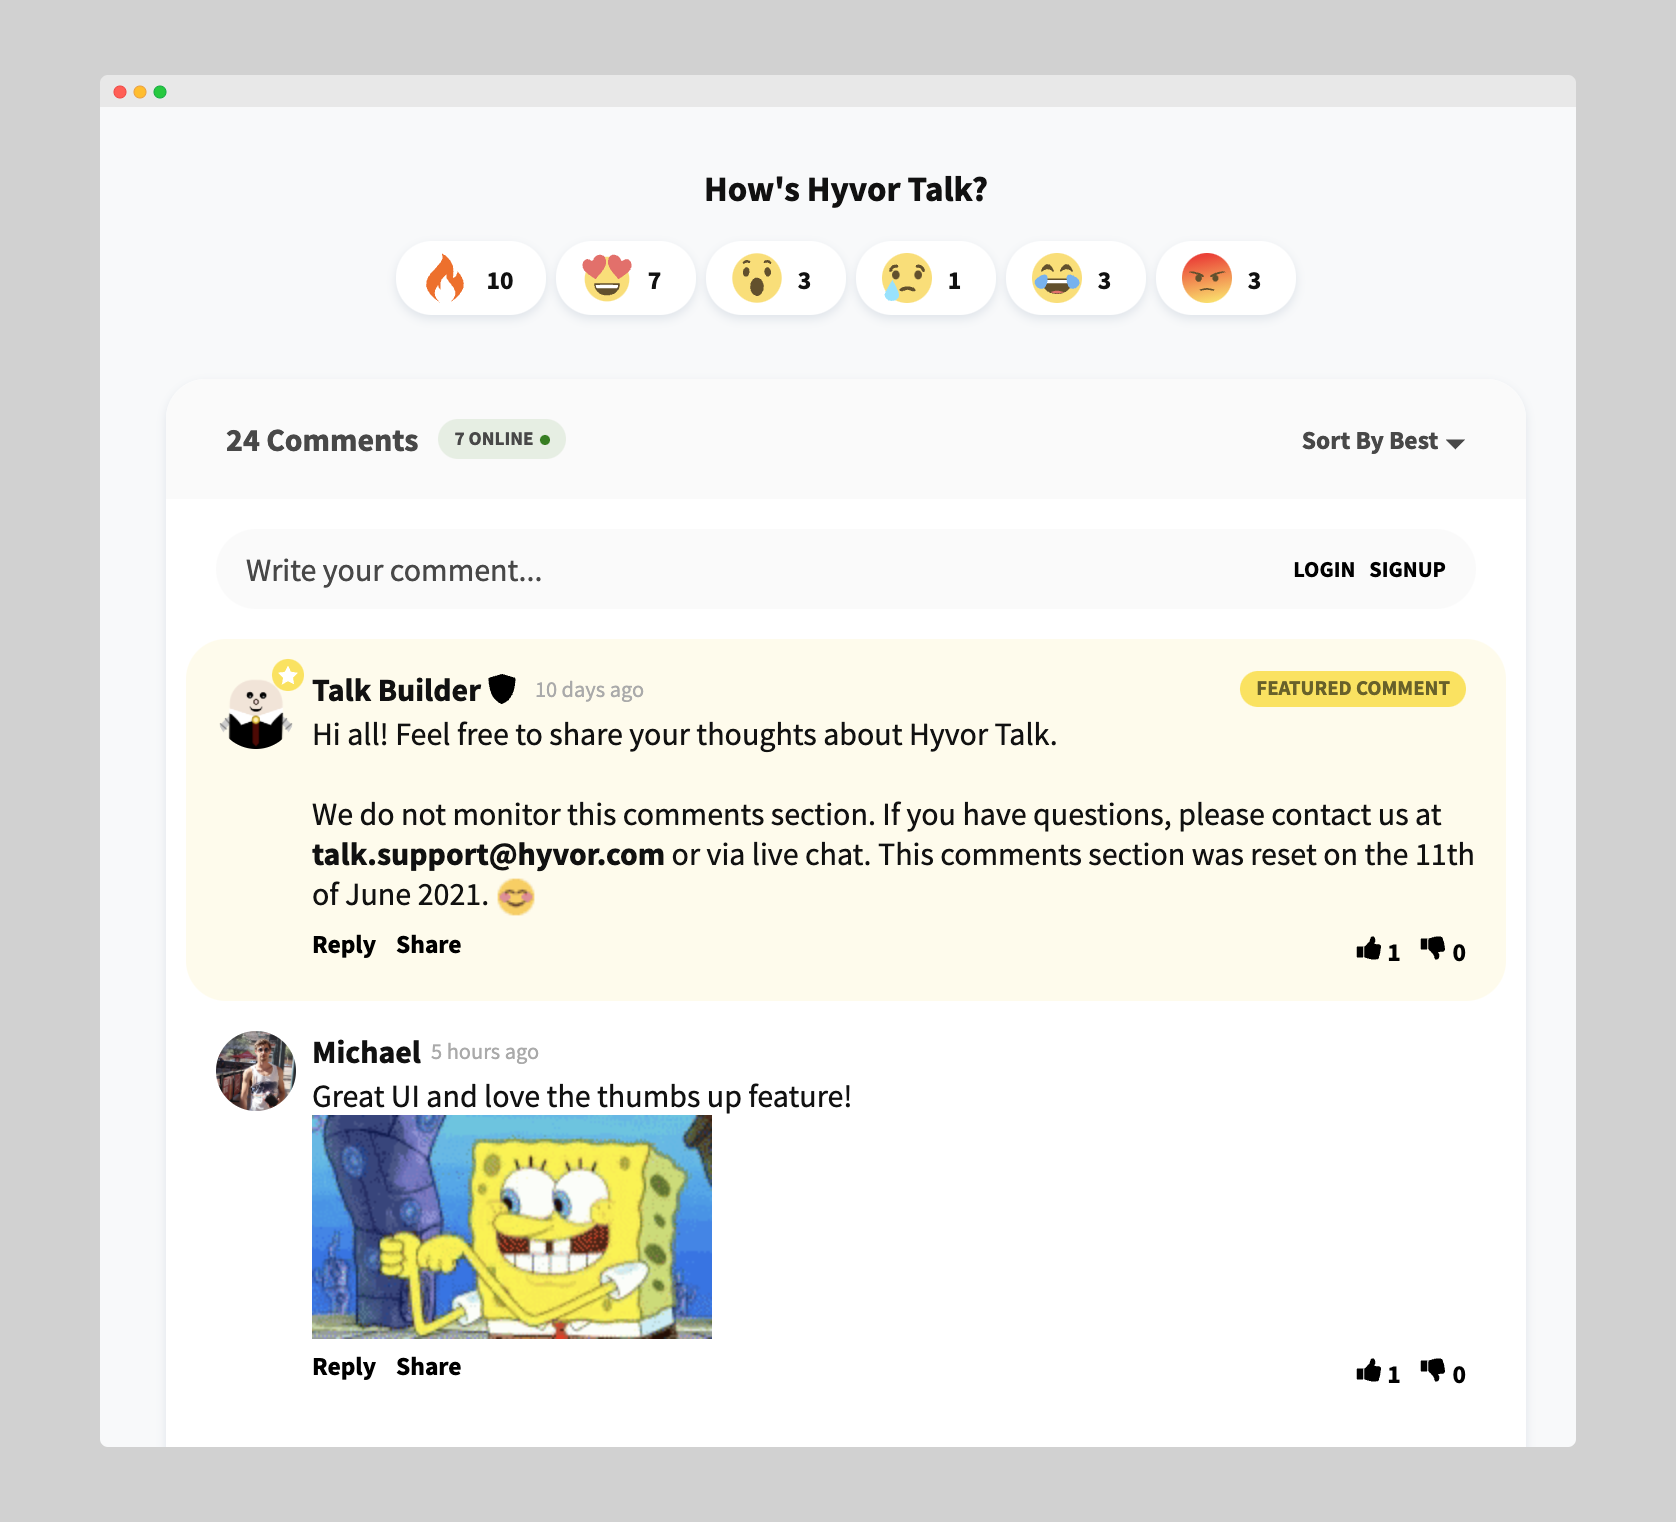 How's Hyvor Talk?
10 7 3 1 3 3
24 Comments 7 ONLINE Sort By Best
Write your comment... LOGIN SIGNUP
Talk Builder 10 days ago FEATURED COMMENT
Hi all! Feel free to share your thoughts about Hyvor Talk.
We do not monitor this comments section. If you have questions, please contact us at
talk.support@hyvor.com or via live chat. This comments section was reset on the 11th
of June 2021.
Reply Share 1 0
Michael 5 hours ago
Great UI and love the thumbs up feature!
Reply Share 1 0